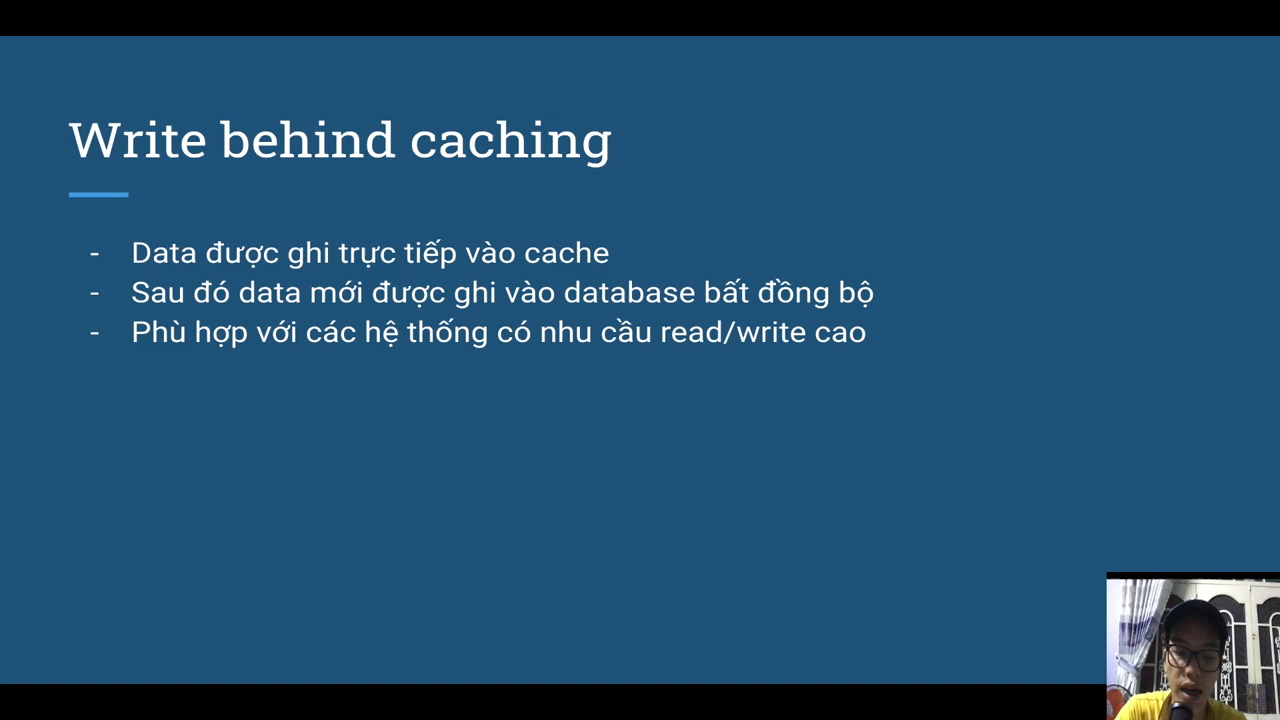 Write behind caching
- Data được ghi trực tiếp vào cache
- Sau đó data mới được ghi vào database bất đồng bộ
- Phù hợp với các hệ thống có nhu cầu read/write cao